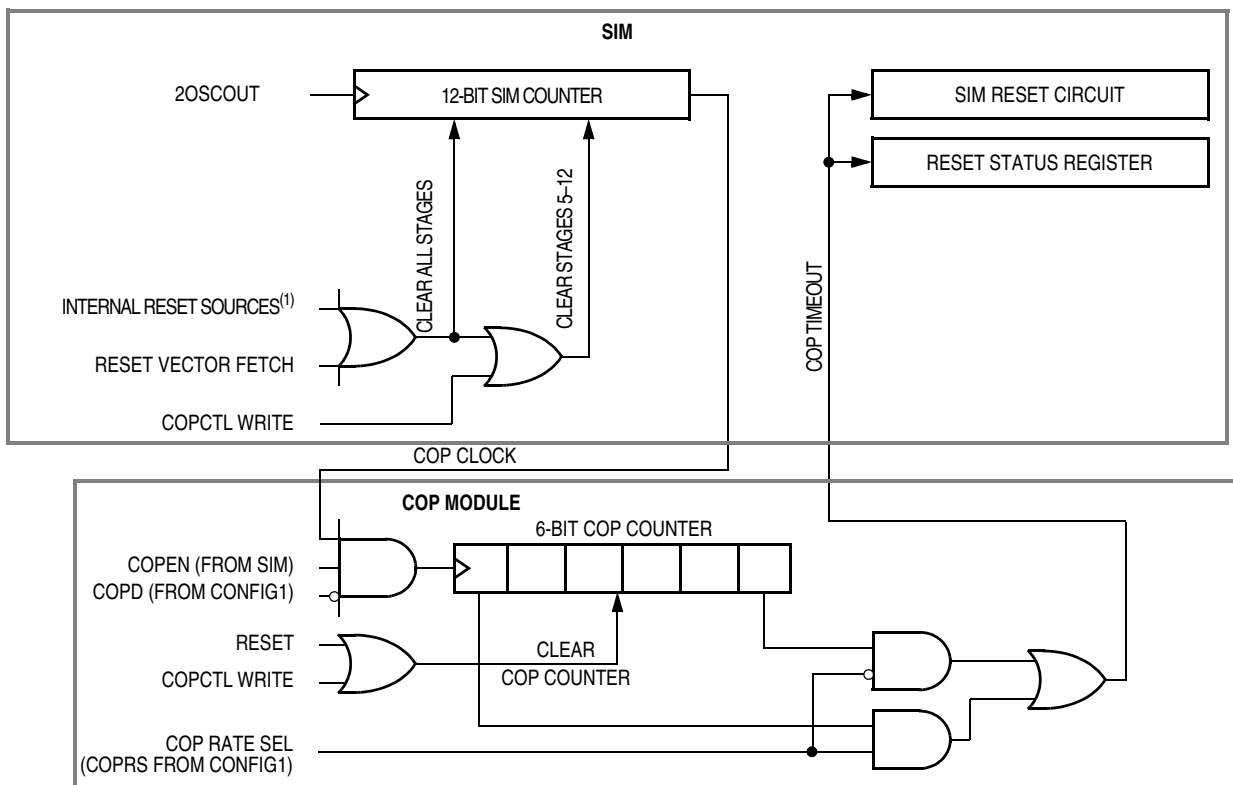 SIM
2OSCOUT
12-BIT SIM COUNTER
SIM RESET CIRCUIT
RESET STATUS REGISTER
CLEAR ALL STAGES
CLEAR STAGES 5–12
COP TIMEOUT
INTERNAL RESET SOURCES(1)
RESET VECTOR FETCH
COPCTL WRITE
COP CLOCK
COP MODULE
6-BIT COP COUNTER
COPEN (FROM SIM)
COPD (FROM CONFIG1)
RESET
COPCTL WRITE
CLEAR
COP COUNTER
COP RATE SEL
(COPRS FROM CONFIG1)